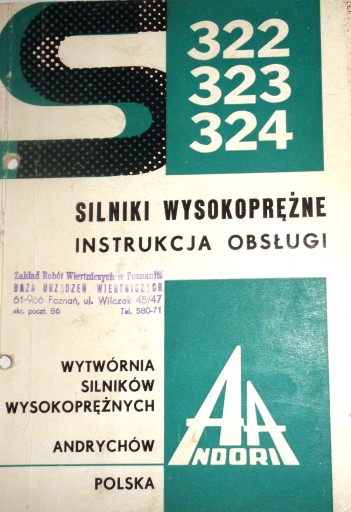 S
322
323
324
SILNIKI WYSOKOPRĘŻNE
INSTRUKCJA OBSŁUGI
Zakład Robót Wiertniczych w Poznaniu
BAZA URZĄDZEŃ WIERTNICZYCH
61-966 Poznań, ul. Wilczak 45/47
skr. poczt. 86 Tel. 580-71
WYTWÓRNIA
SILNIKÓW
WYSOKOPRĘŻNYCH
ANDRYCHÓW
POLSKA
ANDORIA